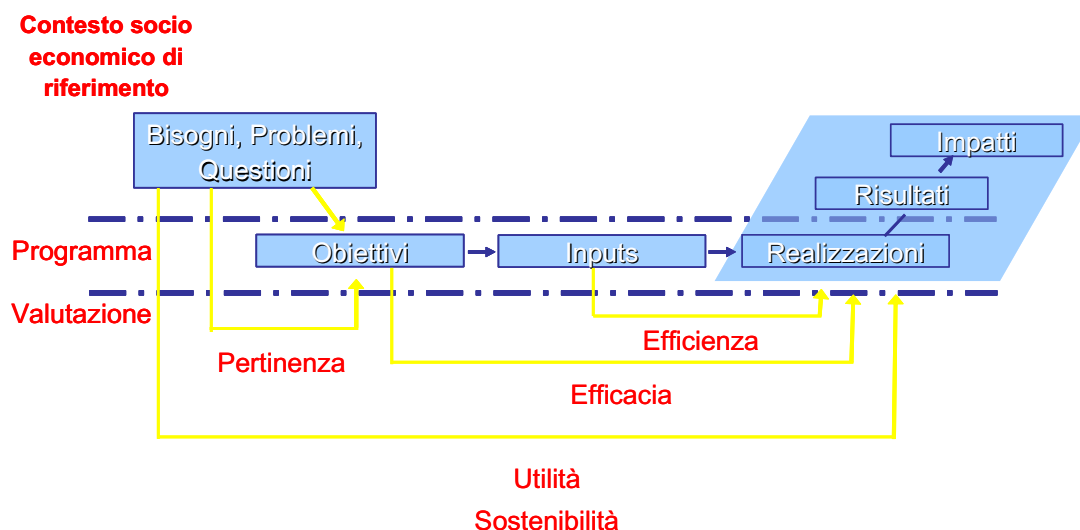 Contesto socio
economico di
riferimento
Bisogni, Problemi,
Questioni
Impatti
Risultati
Programma
Obiettivi
Inputs
Realizzazioni
Valutazione
Efficienza
Pertinenza
Efficacia
Utilità
Sostenibilità